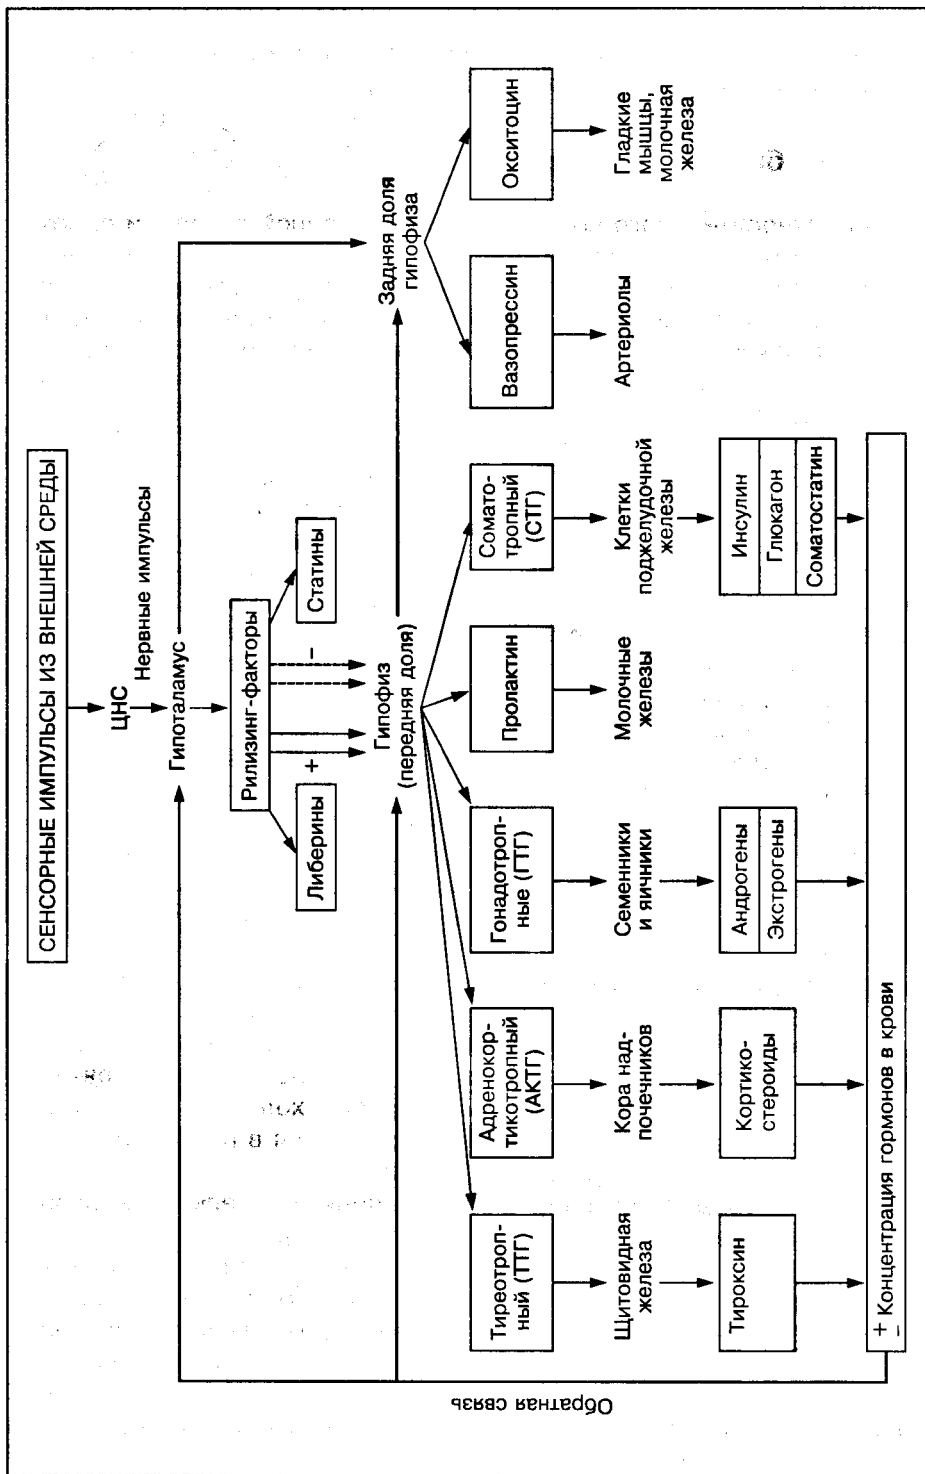 СЕНСОРНЫЕ ИМПУЛЬСЫ ИЗ ВНЕШНЕЙ СРЕДЫ
ЦНС
Нервные импульсы
Гипоталамус
Рилизинг-факторы
Либерины
+
−
Статины
Гипофиз
(передняя доля)
Задняя доля
гипофиза
Тиреотроп-
ный (ТТГ)
Адренокор-
тикотропный
(АКТГ)
Гонадотроп-
ные (ГТГ)
Пролактин
Сомато-
тропный
(СТГ)
Вазопрессин
Окситоцин
Щитовидная
железа
Кора над-
почечников
Семенники
и яичники
Молочные
железы
Клетки
поджелудочной
железы
Артериолы
Гладкие
мышцы,
молочная
железа
Тироксин
Кортико-
стероиды
Андрогены
Экстрогены
Инсулин
Глюкагон
Соматостатин
± Концентрация гормонов в крови
Обратная связь